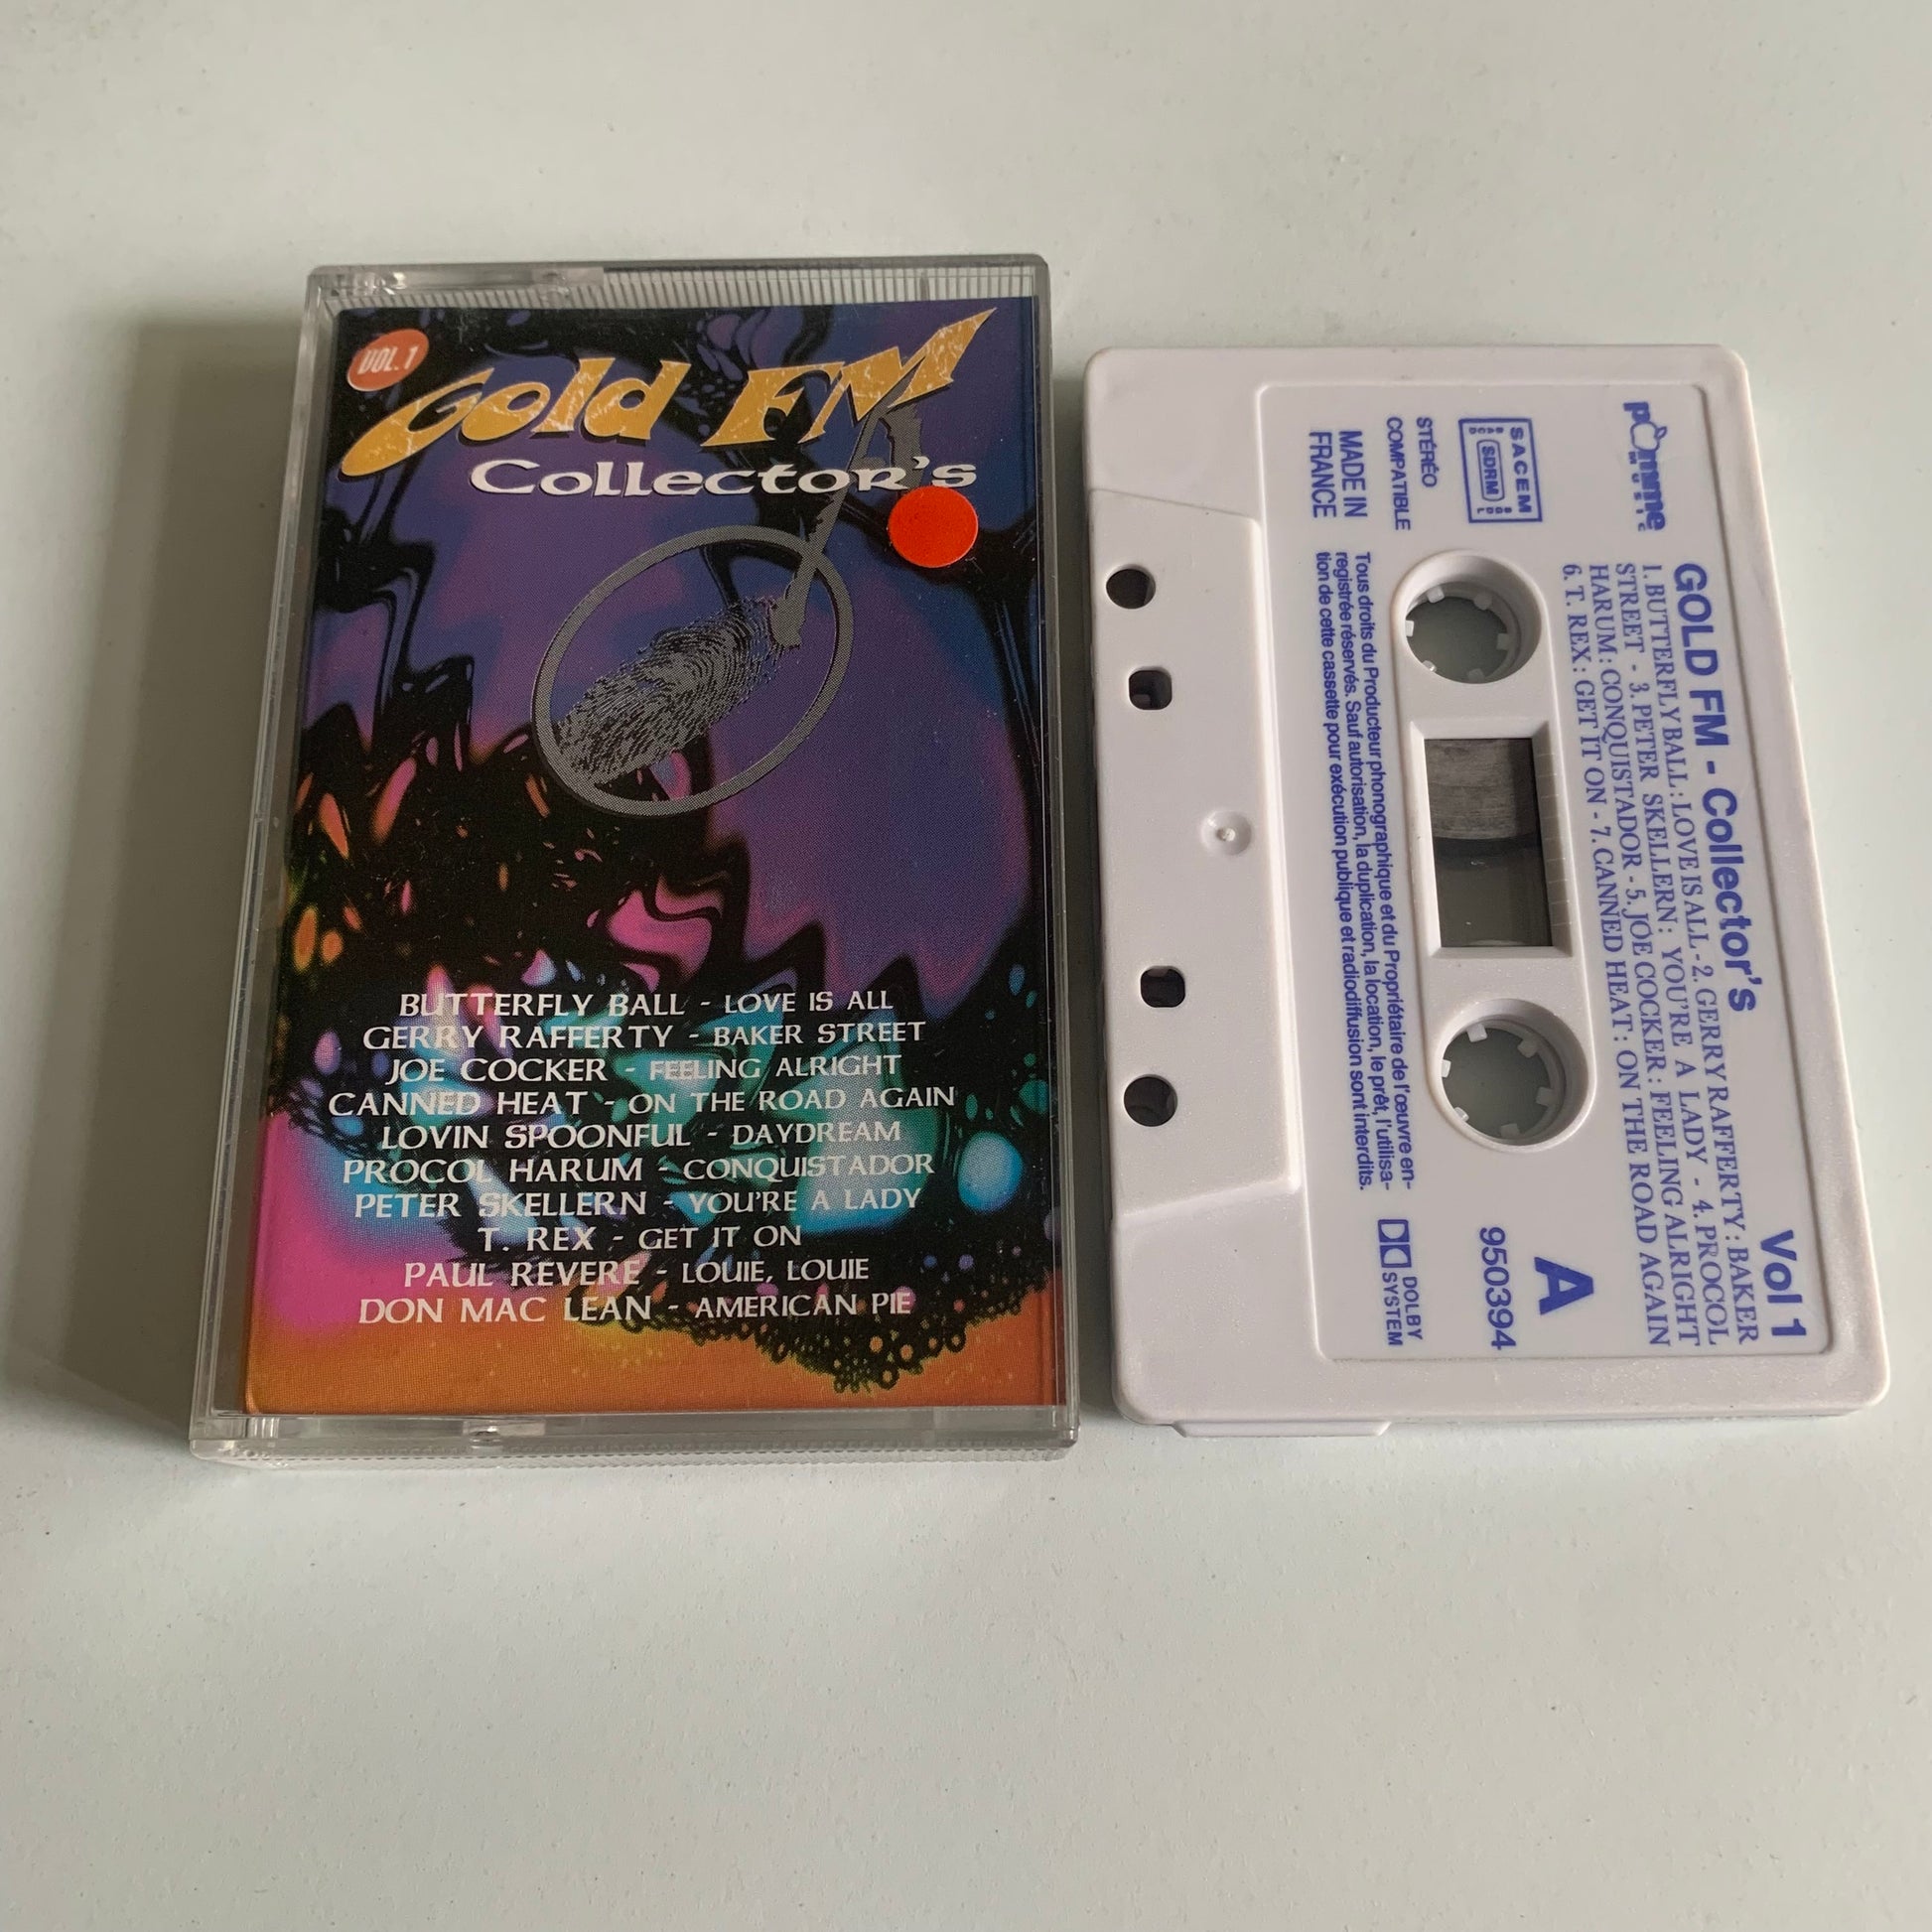 VOL.1
Gold FM
Collector's
BUTTERFLY BALL - LOVE IS ALL
GERRY RAFFERTY - BAKER STREET
JOE COCKER - FEELING ALRIGHT
CANNED HEAT - ON THE ROAD AGAIN
LOVIN SPOONFUL - DAYDREAM
PROCOL HARUM - CONQUISTADOR
PETER SKELLERN - YOU'RE A LADY
T. REX - GET IT ON
PAUL REVERE - LOUIE, LOUIE
DON MAC LEAN - AMERICAN PIE
pomme
MUSIC
GOLD FM - Collector's
Vol 1
1. BUTTERFLY BALL : LOVE IS ALL - 2. GERRY RAFFERTY : BAKER
STREET - 3. PETER SKELLERN : YOU'RE A LADY - 4. PROCOL
HARUM : CONQUISTADOR - 5. JOE COCKER : FEELING ALRIGHT
6. T. REX : GET IT ON - 7. CANNED HEAT : ON THE ROAD AGAIN
SACEM
SDRM
STÉRÉO
COMPATIBLE
MADE IN
FRANCE
A
950394
Tous droits du Producteur phonographique et du Propriétaire de l'œuvre en-
registrée réservés. Sauf autorisation, la duplication, la location, le prêt, l'utilisa-
tion de cette cassette pour exécution publique et radiodiffusion sont interdits.
DOLBY
SYSTEM